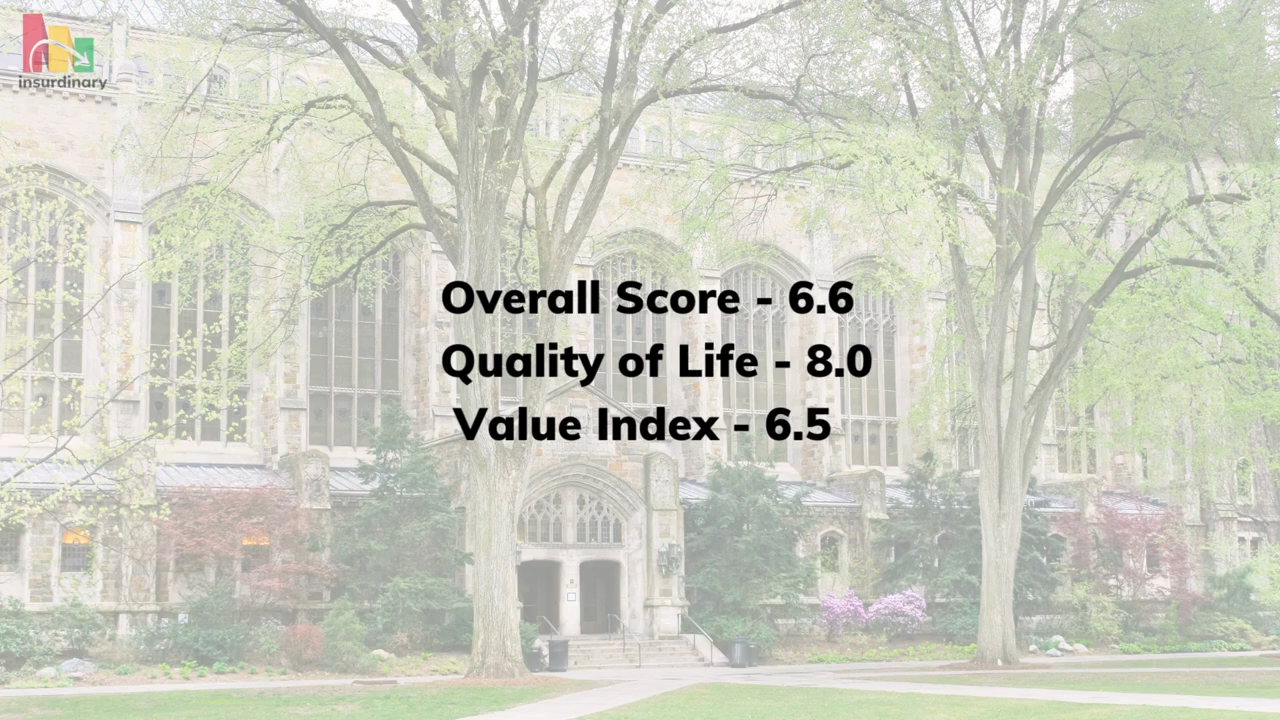 insurdinary
Overall Score - 6.6
Quality of Life - 8.0
Value Index - 6.5